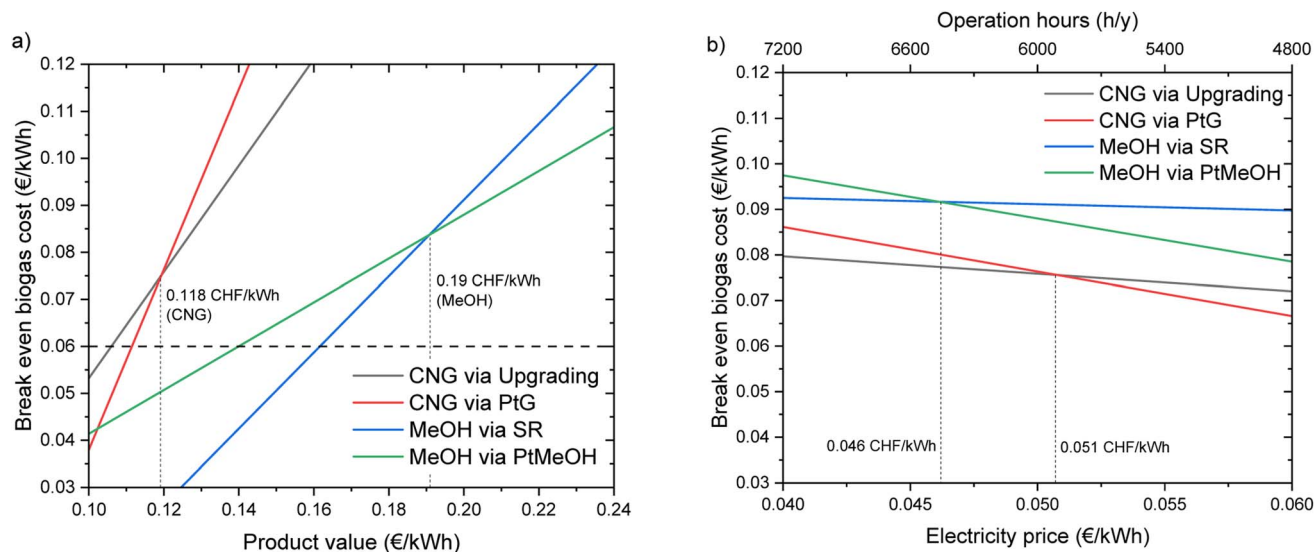 a)
0.12
0.11
0.10
0.09
0.08
0.07
0.06
0.05
0.04
0.03
Break even biogas cost (€/kWh)
0.118 CHF/kWh
(CNG)
0.19 CHF/kWh
(MeOH)
CNG via Upgrading
CNG via PtG
MeOH via SR
MeOH via PtMeOH
0.10 0.12 0.14 0.16 0.18 0.20 0.22 0.24
Product value (€/kWh)
b)
Operation hours (h/y)
7200 6600 6000 5400 4800
0.12
0.11
0.10
0.09
0.08
0.07
0.06
0.05
0.04
0.03
Break even biogas cost (€/kWh)
CNG via Upgrading
CNG via PtG
MeOH via SR
MeOH via PtMeOH
0.046 CHF/kWh
0.051 CHF/kWh
0.040 0.045 0.050 0.055 0.060
Electricity price (€/kWh)